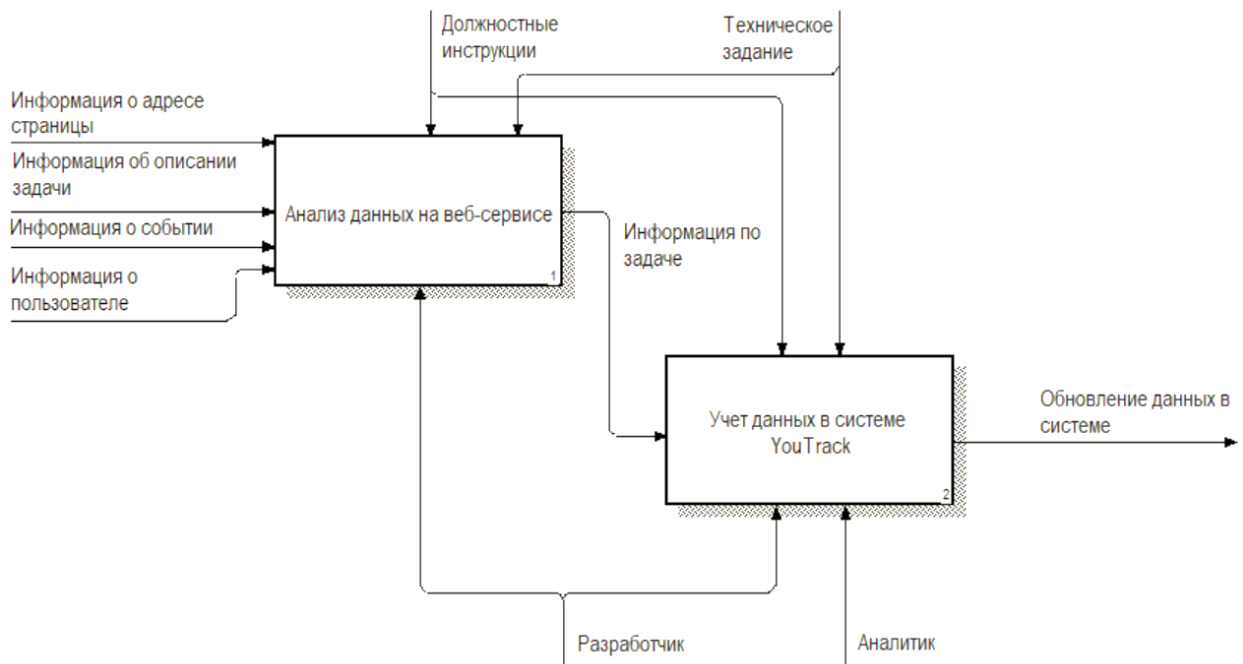 Должностные
инструкции
Техническое
задание
Информация о адресе
страницы
Информация об описании
задачи
Информация о событии
Информация о
пользователе
Анализ данных на веб-сервисе
1
Информация по
задаче
Учет данных в системе
YouTrack
2
Обновление данных в
системе
Разработчик
Аналитик